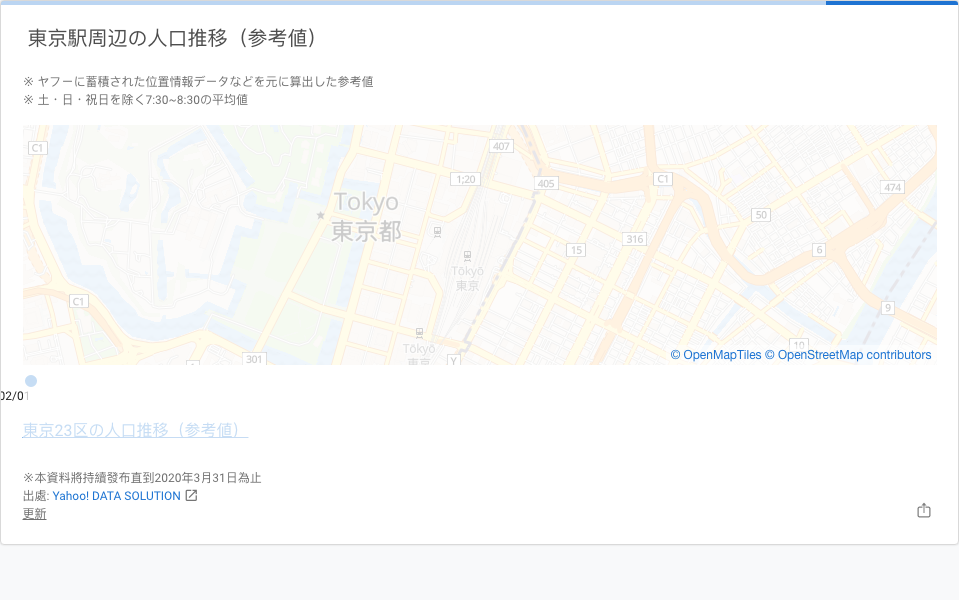 東京駅周辺の人口推移（参考値）
※ ヤフーに蓄積された位置情報データなどを元に算出した参考値
※ 土・日・祝日を除く7:30~8:30の平均値
C1
407
1;20
405
C1
474
Tokyo
東京都
50
316
15
6
Tōkyō
東京
C1
9
10
Tōkyō
東京
301
Y
© OpenMapTiles © OpenStreetMap contributors
02/01
東京23区の人口推移（参考値）
※本資料將持續發布直到2020年3月31日為止
出處: Yahoo! DATA SOLUTION
更新